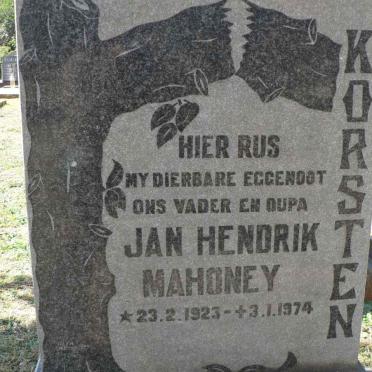 HIER RUS
MY DIERBARE EGGENOOT
ONS VADER EN OUPA
JAN HENDRIK
MAHONEY
*23.2.1923 - +3.1.1974
KORSTEN